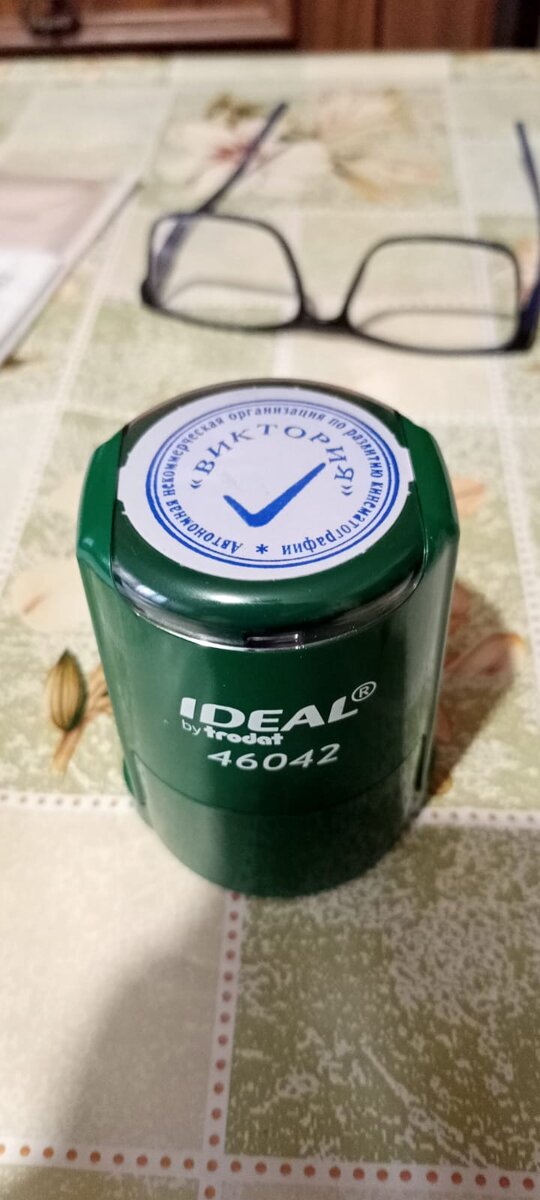 Автономная некоммерческая организация по развитию кинематографии *
«ВИКТОРИЯ»
IDEAL®
by trodat
46042